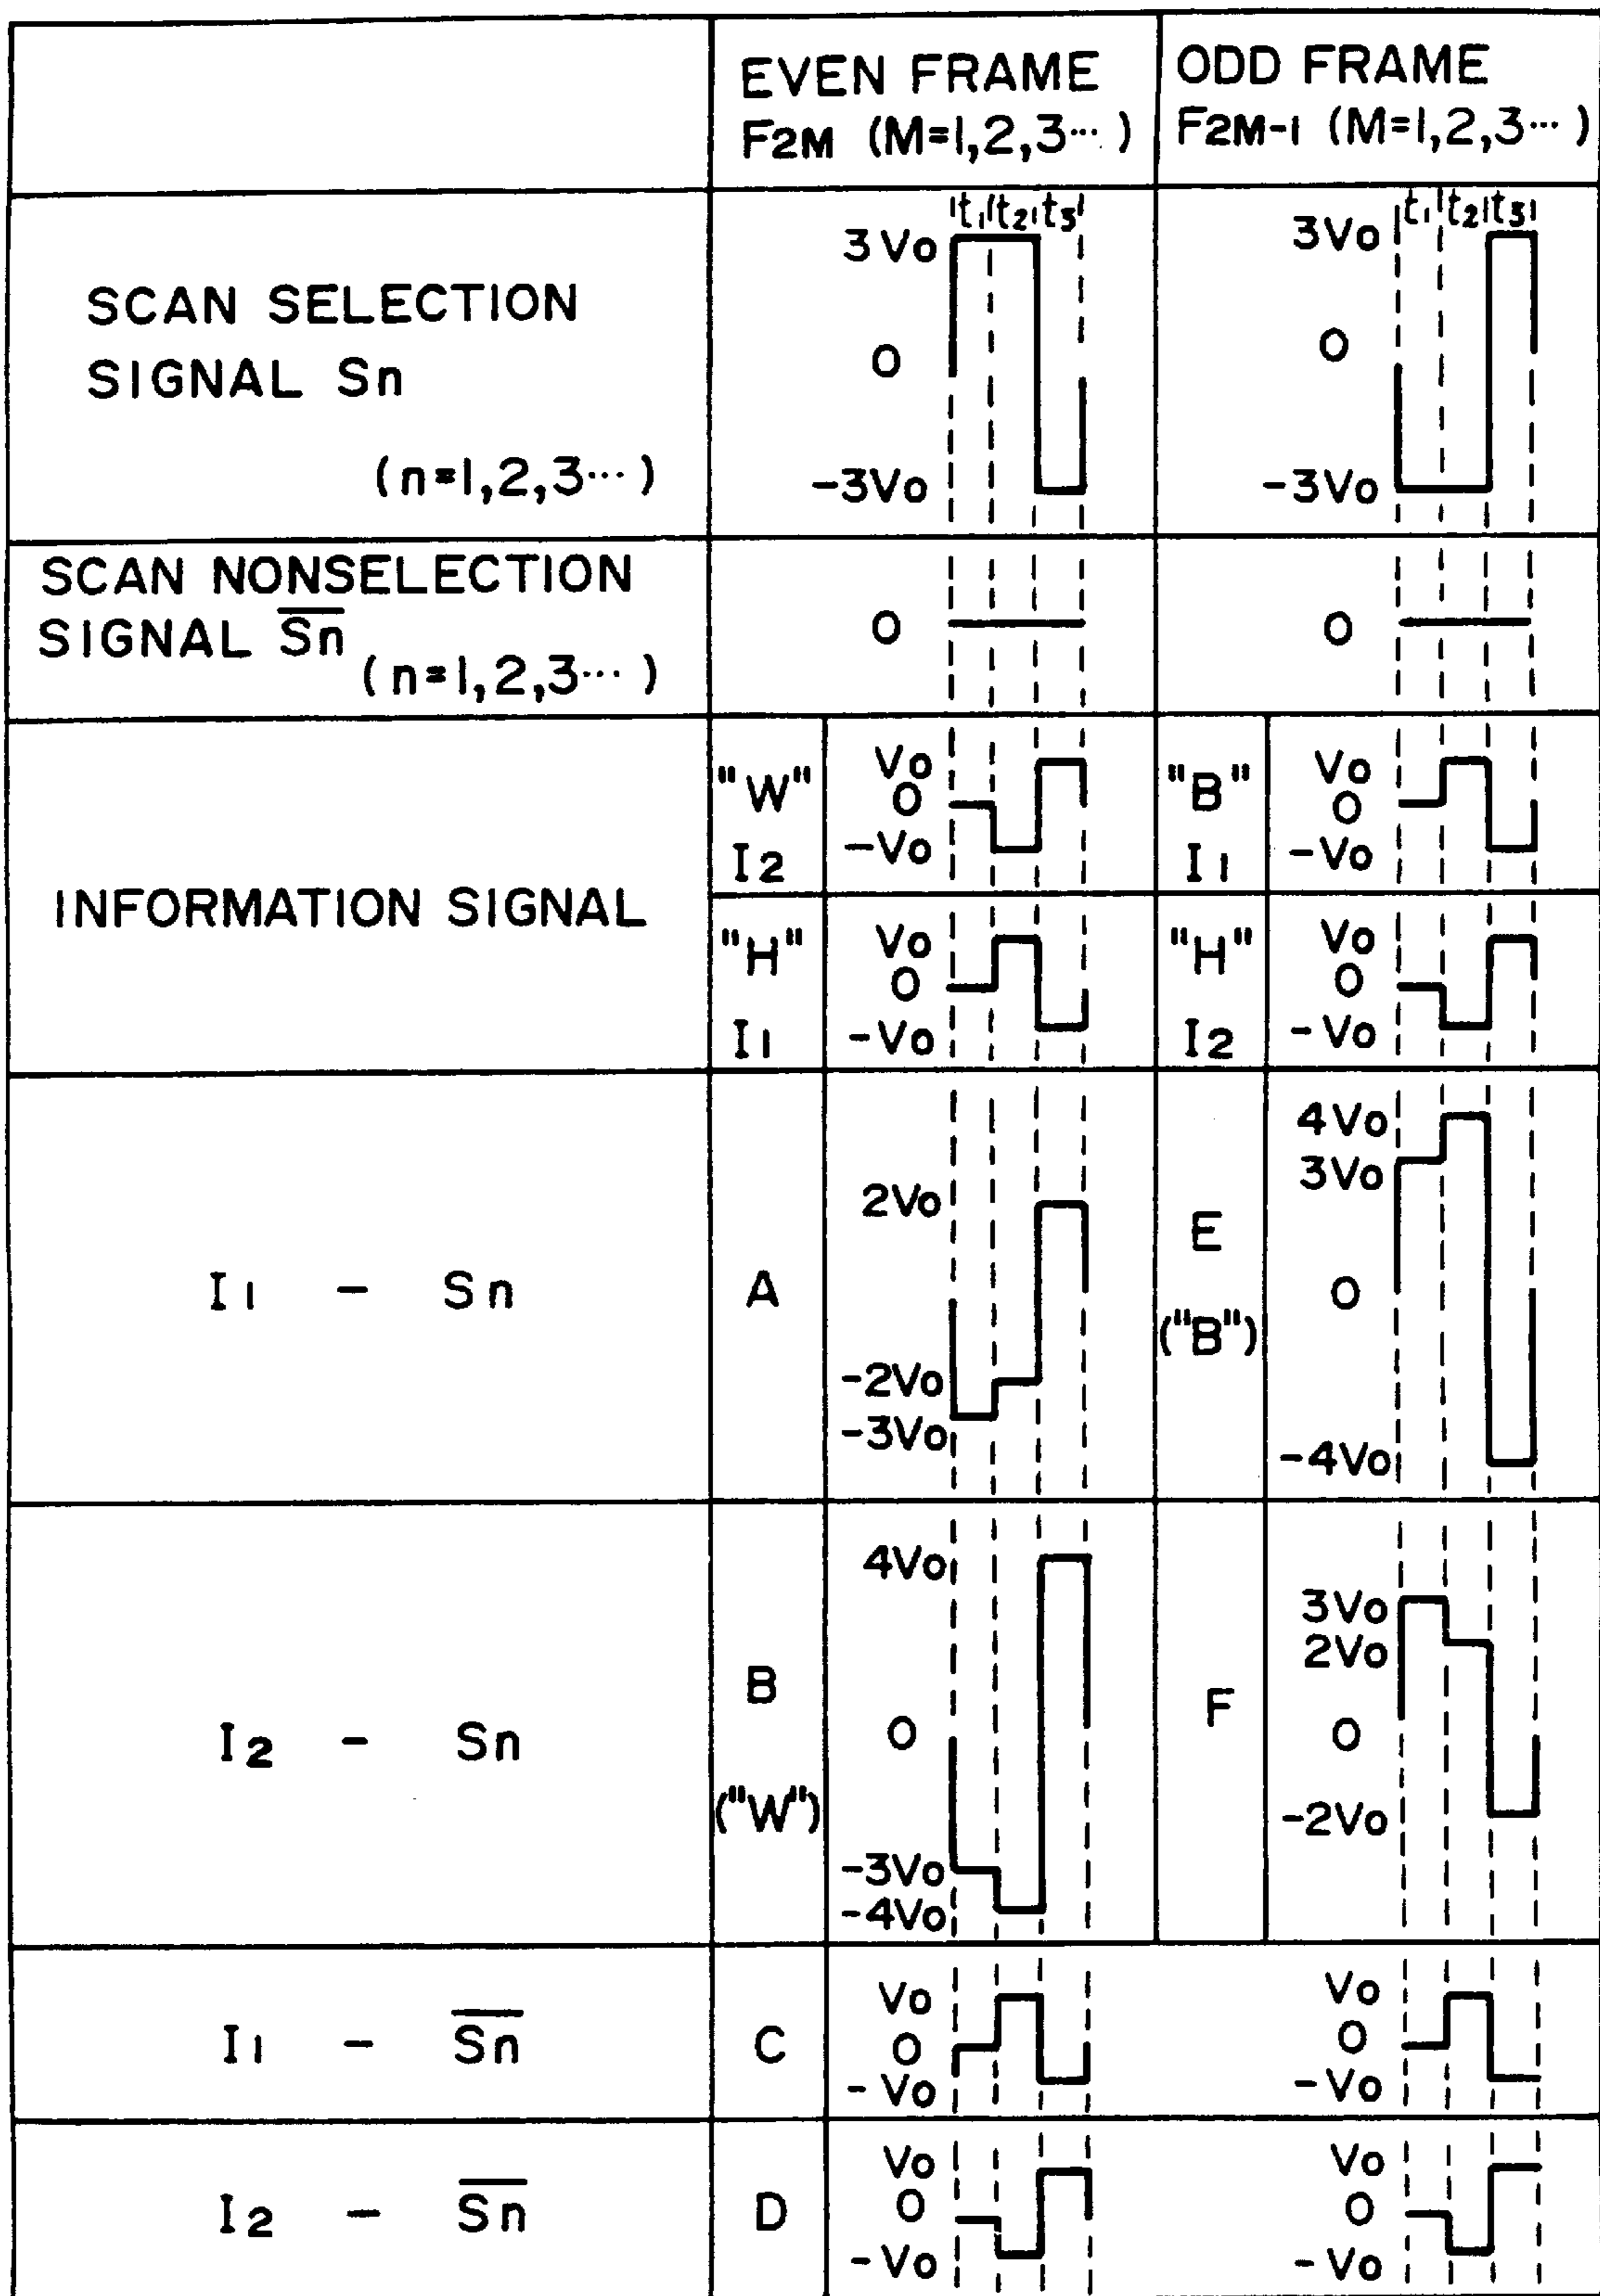 EVEN FRAME
F2M (M=1,2,3···)
ODD FRAME
F2M-1 (M=1,2,3···)
SCAN SELECTION
SIGNAL Sn
(n=1,2,3···)
t1 t2 t3
3Vo
0
-3Vo
t1 t2 t3
3Vo
0
-3Vo
SCAN NONSELECTION
SIGNAL S̅n̅
(n=1,2,3···)
0
0
INFORMATION SIGNAL
"W"
I2
Vo
0
-Vo
"B"
I1
Vo
0
-Vo
"H"
I1
Vo
0
-Vo
"H"
I2
Vo
0
-Vo
I1 - Sn
A
2Vo
-2Vo
-3Vo
E
("B")
4Vo
3Vo
0
-4Vo
I2 - Sn
B
("W")
4Vo
0
-3Vo
-4Vo
F
3Vo
2Vo
0
-2Vo
I1 - S̅n̅
C
Vo
0
-Vo
Vo
0
-Vo
I2 - S̅n̅
D
Vo
0
-Vo
Vo
0
-Vo